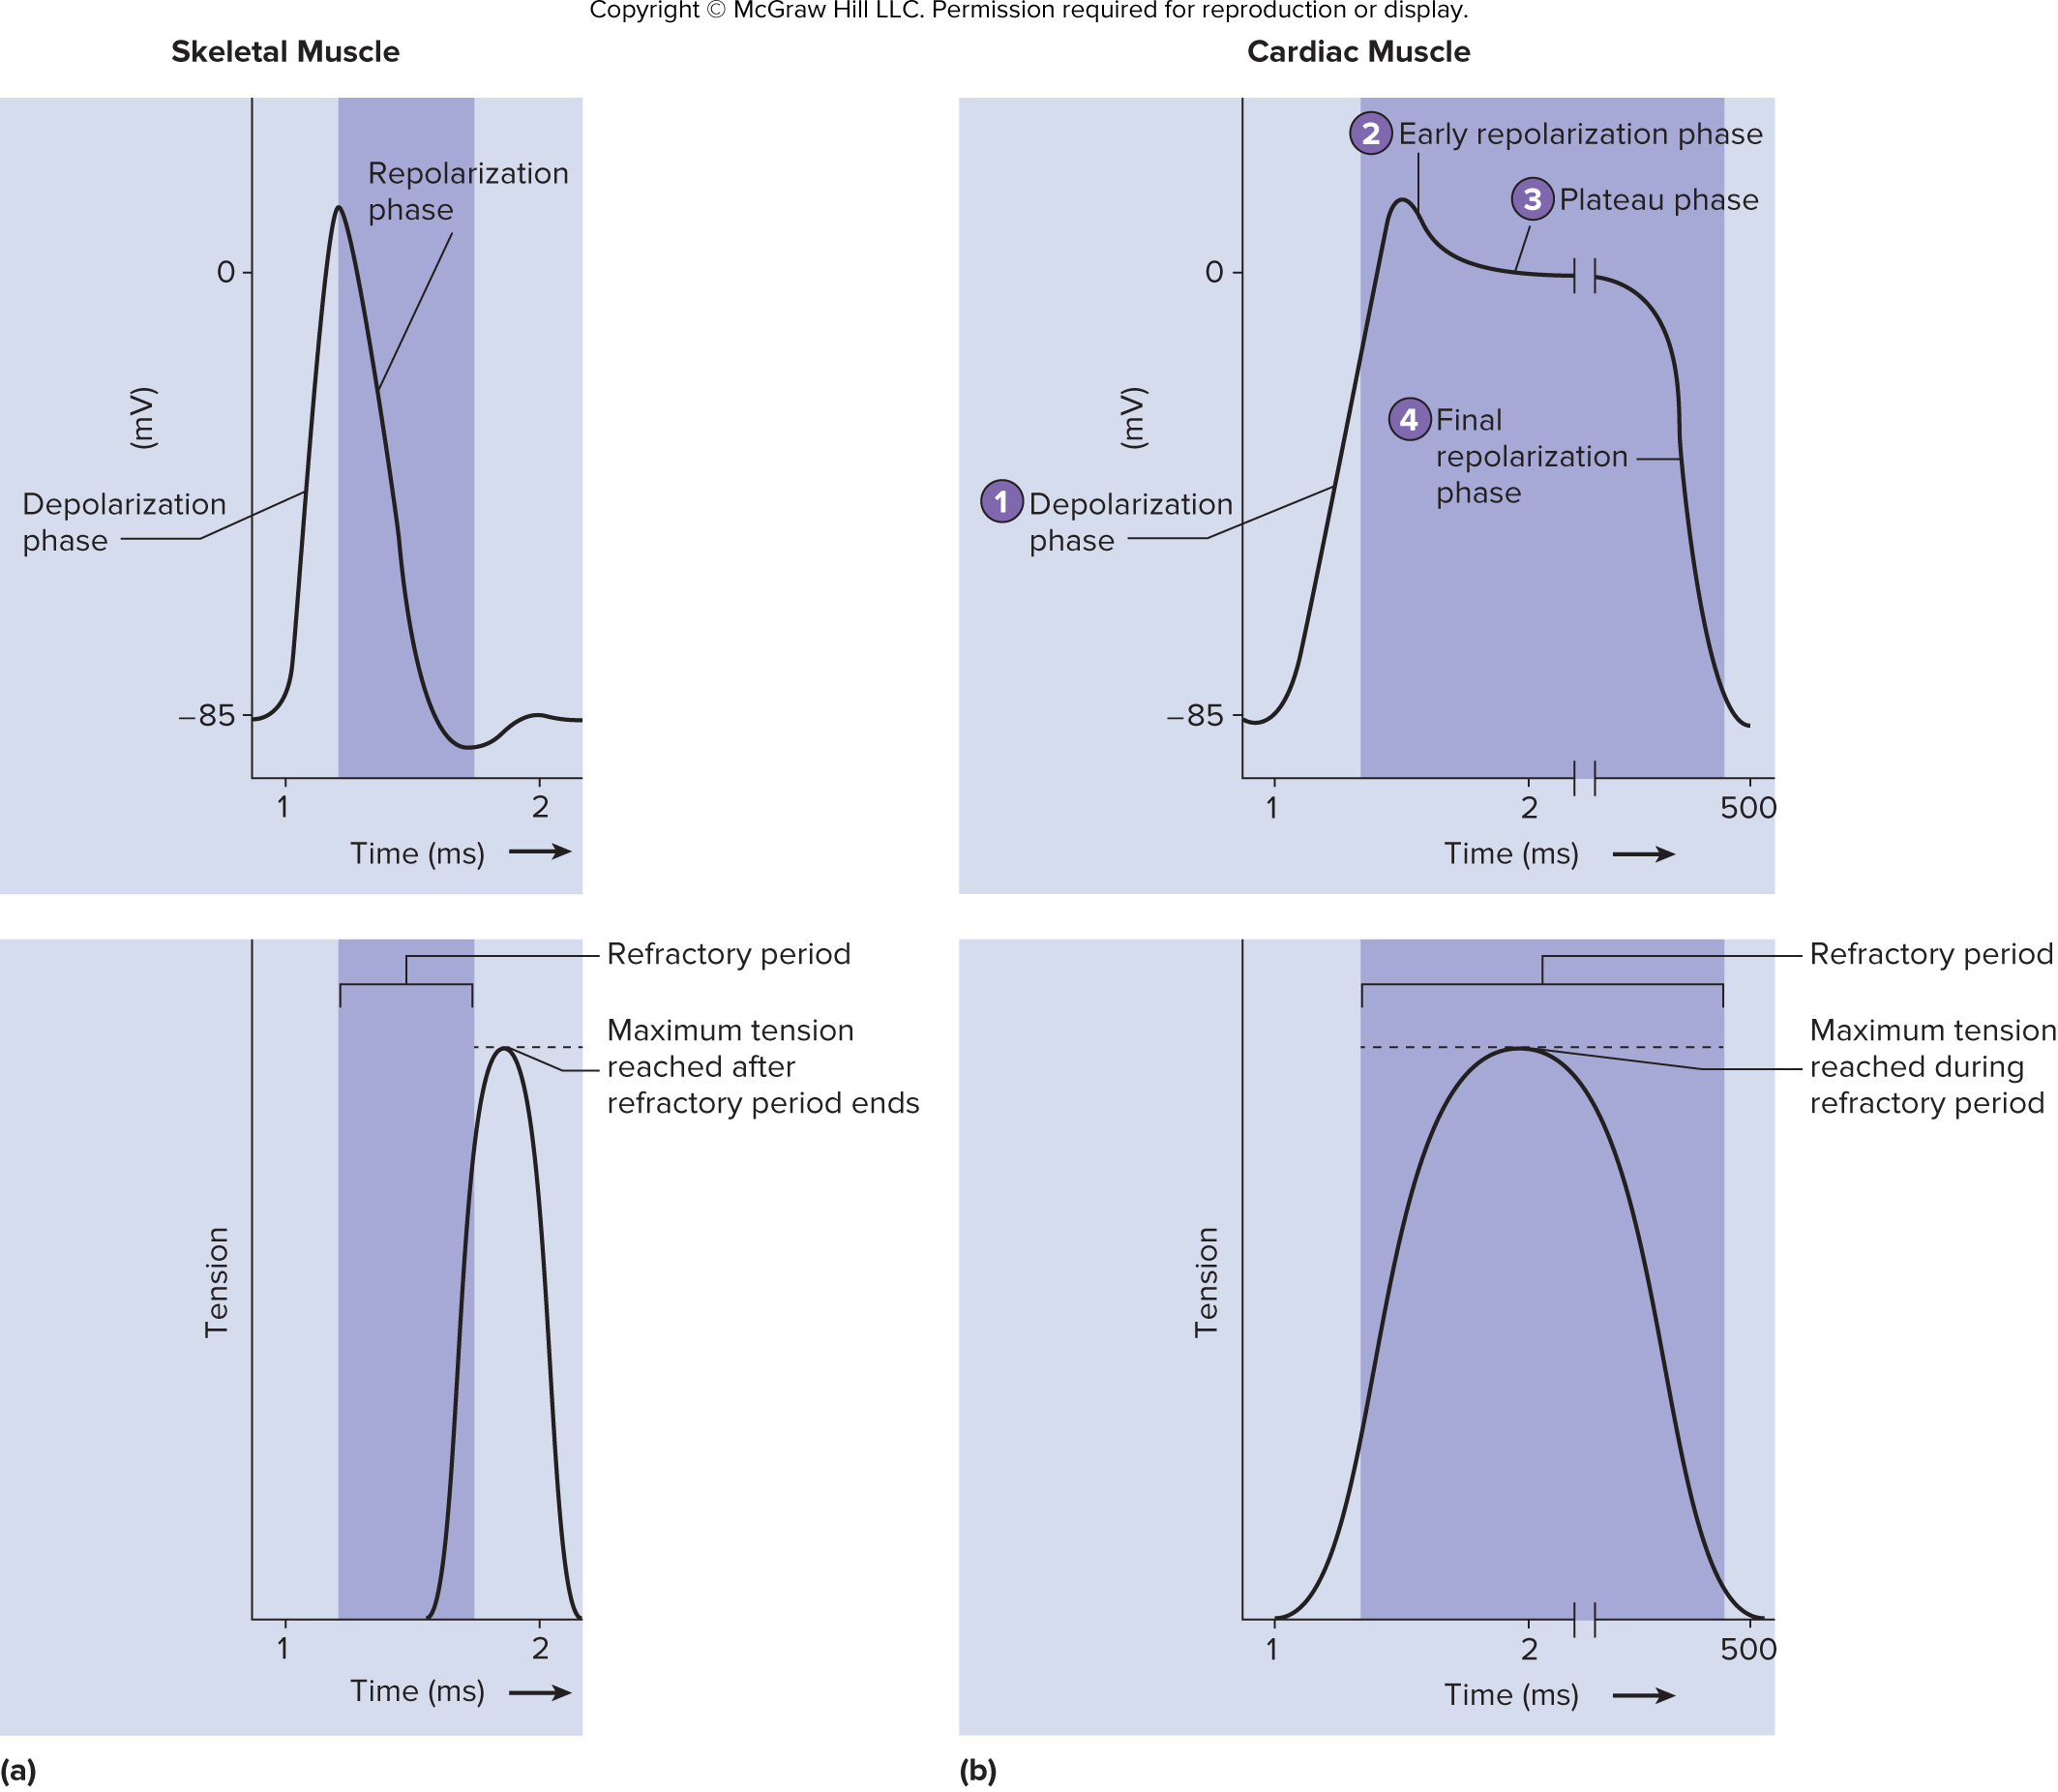 Copyright © McGraw Hill LLC. Permission required for reproduction or display.
Skeletal Muscle
Repolarization
phase
0
(mV)
Depolarization
phase
–85
1
2
Time (ms)
Refractory period
Maximum tension
reached after
refractory period ends
Tension
1
2
Time (ms)
(a)
Cardiac Muscle
2 Early repolarization phase
3 Plateau phase
0
(mV)
4 Final
repolarization
phase
1 Depolarization
phase
–85
1
2
500
Time (ms)
Refractory period
Maximum tension
reached during
refractory period
Tension
1
2
500
Time (ms)
(b)